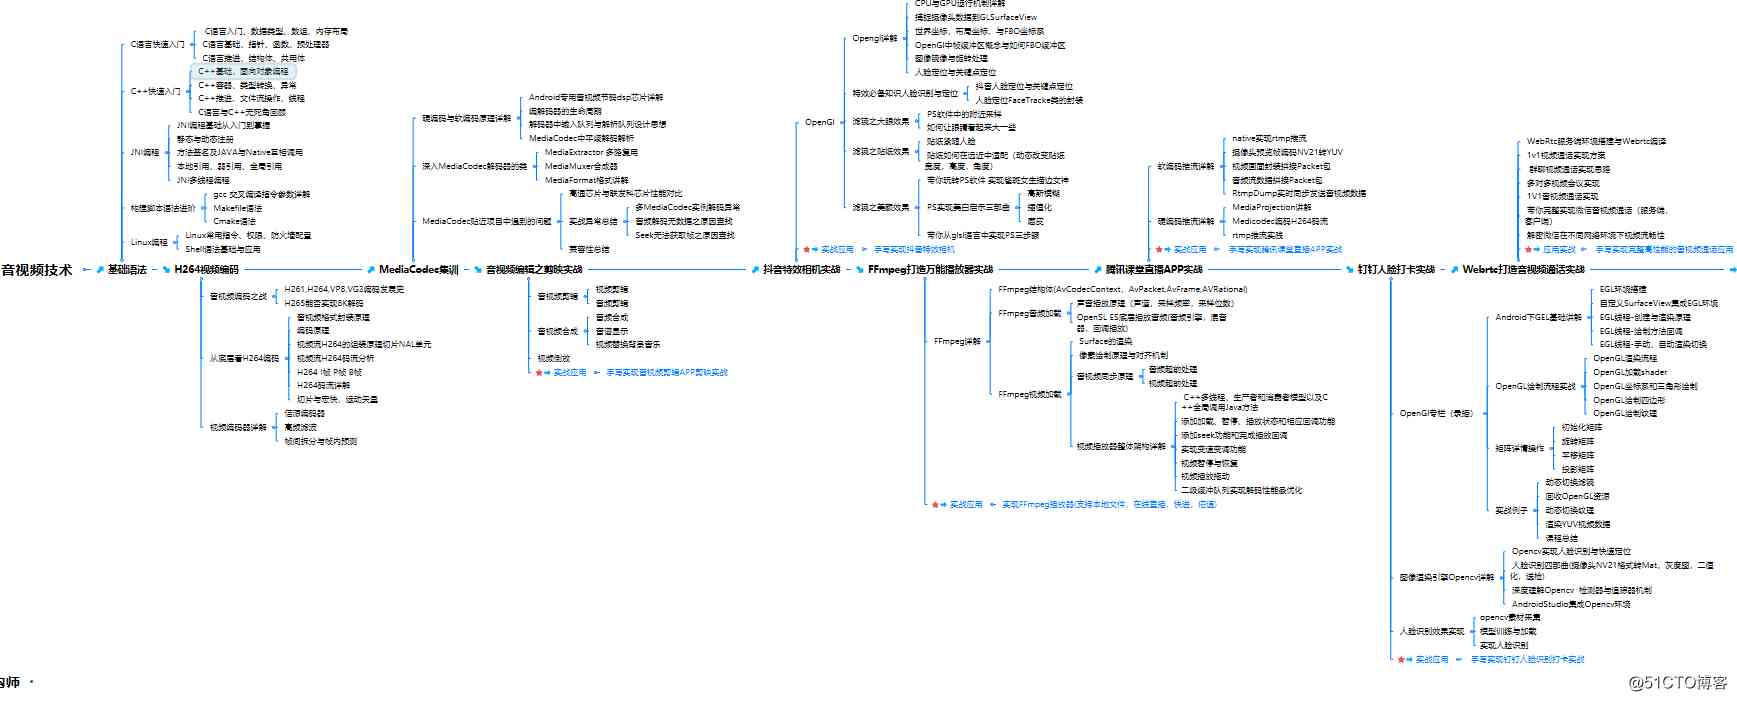 音视频技术
基础语法
C语言快速入门
C语言入门、数据类型、数组、内存布局
C语言基础、指针、函数、预处理器
C语言推进、结构体、共用体
C++快速入门
C++基础、面向对象编程
C++容器、类型转换、异常
C++推进、文件流操作、线程
C语言与C++无死角回顾
JNI编程
JNI编程基础从入门到掌握
静态与动态注册
方法签名及JAVA与Native互相调用
本地引用、弱引用、全局引用
JNI多线程编程
构建脚本语法进阶
gcc 交叉编译指令参数详解
Makefile语法
Cmake语法
Linux编程
Linux常用指令、权限、防火墙配置
Shell语法基础与应用
H264视频编码
音视频编码之战
H261,H264,VP8,VG3编码发展史
H265能否实现8K解码
从底层看H264编码
音视频格式封装原理
编码原理
视频流H264的组装原理切片NAL单元
视频流H264码流分析
H264 I帧 P帧 B帧
H264码流详解
切片与宏快、运动矢量
视频编码器详解
信源编码器
高频滤波
帧间拆分与帧内预测
MediaCodec集训
硬编码与软编码原理详解
Android专用音视频节码dsp芯片详解
编解码器的生命周期
解码器中输入队列与解析队列设计思想
MediaCodec中平缓解码解析
深入MediaCodec解码器的类
MediaExtractor 多路复用
MediaMuxer合成器
MediaFormat格式讲解
MediaCodec贴近项目中遇到的问题
高通芯片与联发科芯片性能对比
实战异常总结
多MediaCodec实例解码异常
音频解码无数据之原因查找
Seek无法获取帧之原因查找
兼容性总结
音视频编辑之剪映实战
音视频剪辑
视频剪辑
音频剪辑
音视频合成
音频合成
音谱显示
视频替换背景音乐
视频倒放
实战应用
手写实现音视频剪辑APP剪映实战
抖音特效相机实战
OpenGl
Opengl详解
CPU与GPU运行机制详解
捕捉摄像头数据到GLSurfaceView
世界坐标，布局坐标，与FBO坐标系
OpenGl中帧缓冲区概念与如何FBO缓冲区
图像镜像与旋转处理
人脸定位与关键点定位
特效必备知识人脸识别与定位
抖音人脸定位与关键点定位
人脸定位FaceTracke类的封装
滤镜之大眼效果
PS软件中的附近采样
如何让眼睛看起来大一些
滤镜之贴纸效果
贴纸紧随人脸
贴纸如何在远近中适配（动态改变贴纸
宽度，高度、角度）
滤镜之美颜效果
带你玩转PS软件 实现雀斑女生描边女神
PS实现美白启示三部曲
高斯模糊
细值化
磨皮
带你从glsl语言中实现PS三步骤
实战应用
手写实现抖音特效相机
FFmpeg打造万能播放器实战
FFmpeg详解
FFmpeg结构体(AvCodecContext，AvPacket,AvFrame,AVRational)
FFmpeg音频加载
声音播放原理（声道，采样频率，采样位数）
OpenSL ES底层播放音频(音频引擎，混音
器，回调播放)
FFmpeg视频加载
Surface的渲染
像素绘制原理与对齐机制
音视频同步原理
音频超前处理
视频超前处理
视频播放器整体架构详解
C++多线程、生产者和消费者模型以及C
++全局调用Java方法
添加加载、暂停、播放状态和相应回调功能
添加seek功能和完成播放回调
实现变速变调功能
视频暂停与恢复
视频播放拖动
二级缓冲队列实现解码性能最优化
实战应用
实现FFmpeg播放器(支持本地文件，在线直播，快进，倍速)
腾讯课堂直播APP实战
软编码推流详解
native实现rtmp推流
摄像头预览帧编码NV21转YUV
视频画面封装拼接Packet包
音频流数据拼接Packet包
RtmpDump实时同步发送音视频数据
硬编码推流详解
MediaProjection讲解
Medicodec编码H264码流
rtmp推流实践
实战应用
手写实现腾讯课堂直播APP实战
钉钉人脸打卡实战
OpenGl专栏（录播）
Android下GEL基础讲解
EGL环境搭建
自定义SurfaceView集成EGL环境
EGL线程-创建与渲染原理
EGL线程-绘制方法回调
EGL线程-手动、自动渲染切换
OpenGL绘制流程实战
OpenGL渲染流程
OpenGL加载shader
OpenGL坐标系和三角形绘制
OpenGL绘制四边形
OpenGL绘制纹理
矩阵详情操作
初始化矩阵
旋转矩阵
平移矩阵
投影矩阵
实战例子
动态切换滤镜
回收OpenGL资源
动态切换纹理
渲染YUV视频数据
课程总结
图像渲染引擎Opencv详解
Opencv实现人脸识别与快速定位
人脸识别四部曲(摄像头NV21格式转Mat，灰度图，二值
化，送检)
深度理解Opencv 检测器与追踪器机制
AndroidStudio集成Opencv环境
人脸识别效果实现
opencv素材采集
模型训练与加载
实现人脸识别
实战应用
手写实现钉钉人脸识别打卡实战
Webrtc打造音视频通话实战
WebRtc服务端环境搭建与Webrtc编译
1v1视频通话实现方案
群聊视频通话实现思路
多对多视频会议实现
1V1音视频通话实现
带你完整实现微信音视频通话（服务端，
客户端）
解密微信在不同网络环境下视频流畅性
应用实战
手写实现完整高性能的音视频通话应用
构师
@51CTO博客